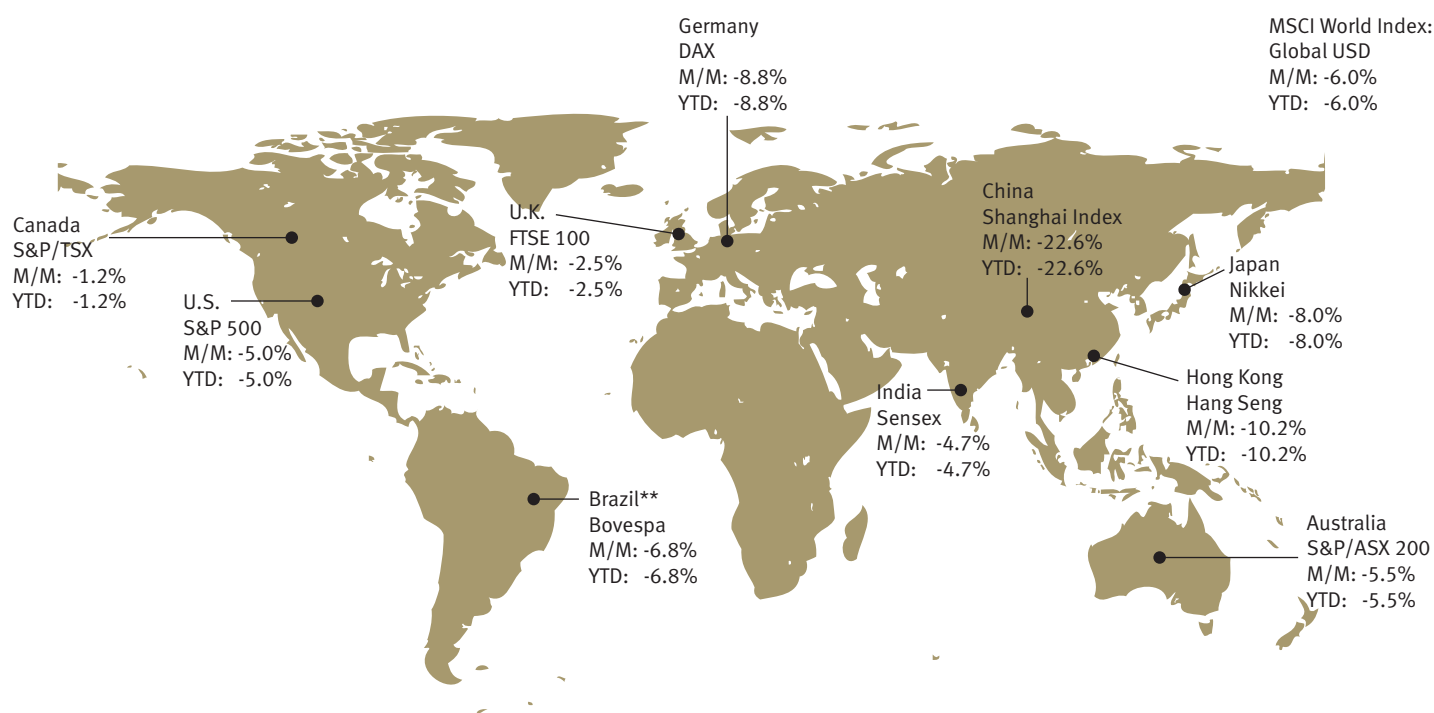 Germany
DAX
M/M: -8.8%
YTD: -8.8%
MSCI World Index:
Global USD
M/M: -6.0%
YTD: -6.0%
Canada
S&P/TSX
M/M: -1.2%
YTD: -1.2%
U.S.
S&P 500
M/M: -5.0%
YTD: -5.0%
U.K.
FTSE 100
M/M: -2.5%
YTD: -2.5%
China
Shanghai Index
M/M: -22.6%
YTD: -22.6%
Japan
Nikkei
M/M: -8.0%
YTD: -8.0%
Hong Kong
Hang Seng
M/M: -10.2%
YTD: -10.2%
India
Sensex
M/M: -4.7%
YTD: -4.7%
Brazil**
Bovespa
M/M: -6.8%
YTD: -6.8%
Australia
S&P/ASX 200
M/M: -5.5%
YTD: -5.5%